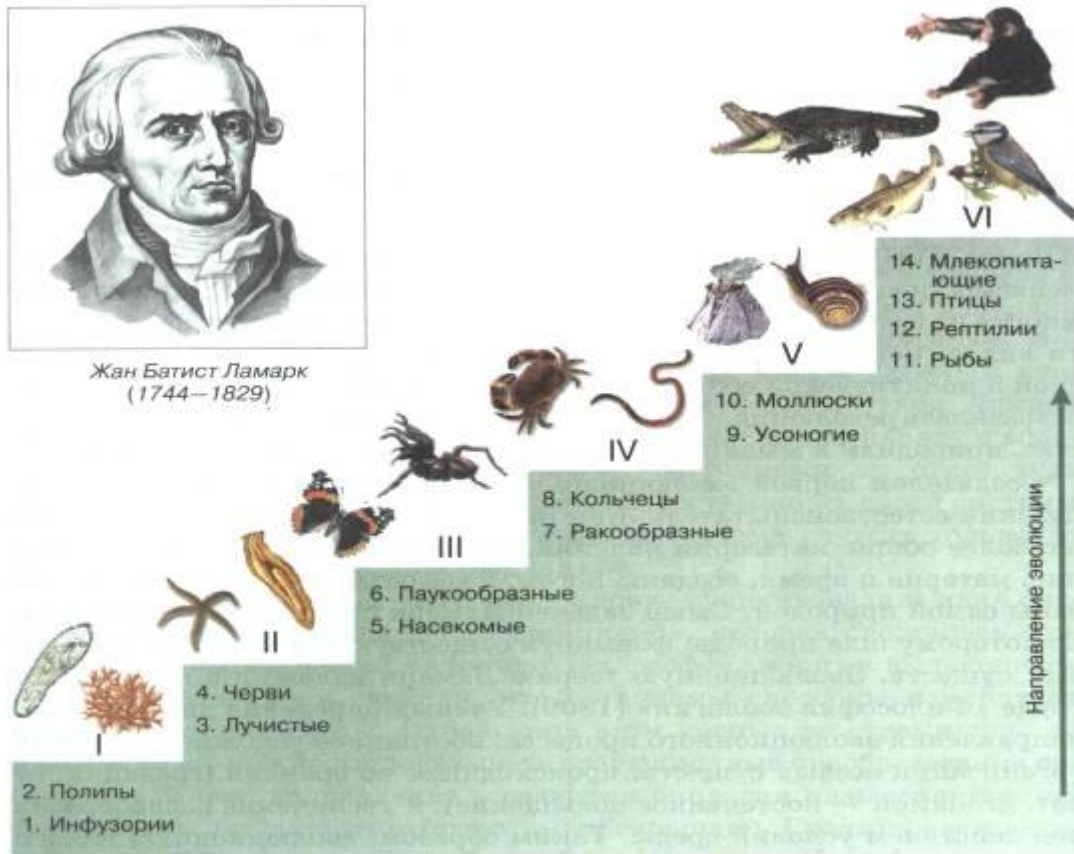 Жан Батист Ламарк
(1744—1829)
VI
14. Млекопита-
ющие
13. Птицы
12. Рептилии
11. Рыбы
V
10. Моллюски
9. Усоногие
IV
8. Кольчецы
7. Ракообразные
III
6. Паукообразные
5. Насекомые
II
4. Черви
3. Лучистые
I
2. Полипы
1. Инфузории
Направление эволюции